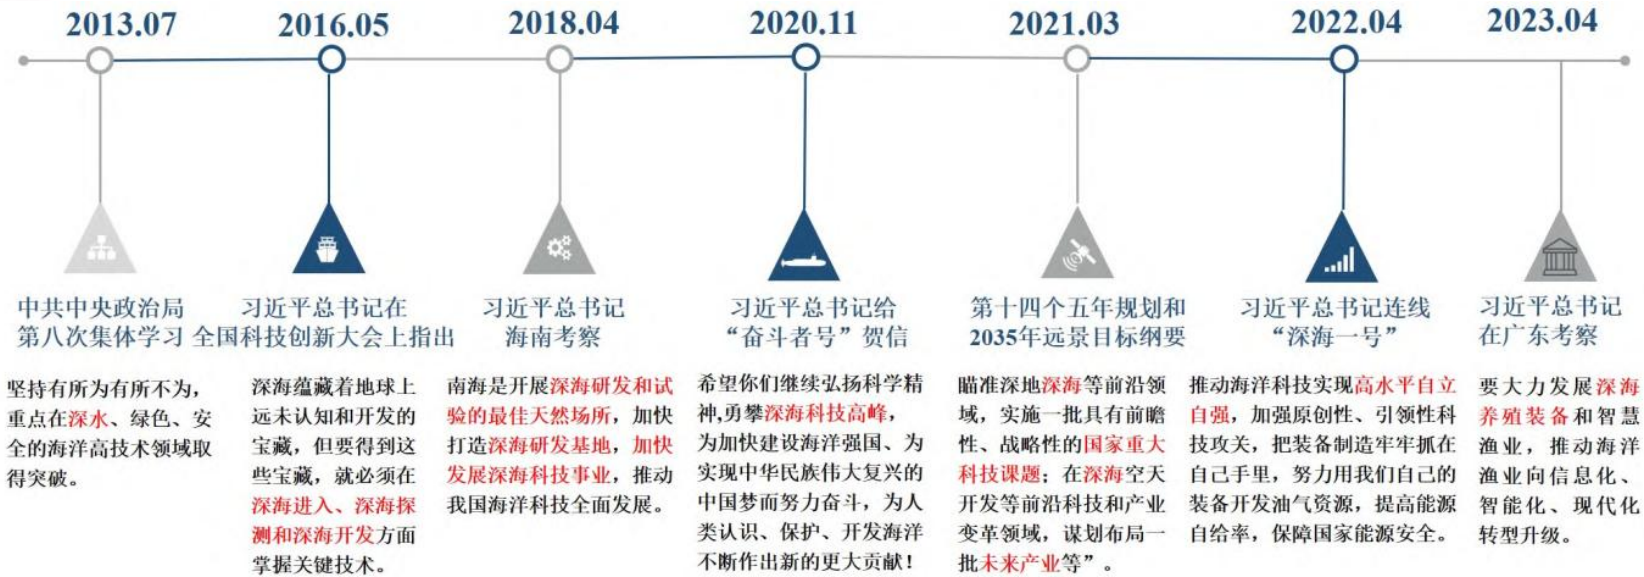 2013.07
2016.05
2018.04
2020.11
2021.03
2022.04
2023.04
中共中央政治局
第八次集体学习
坚持有所为有所不为，
重点在深水、绿色、安
全的海洋高技术领域取
得突破。
习近平总书记在
全国科技创新大会上指出
深海蕴藏着地球上
远未认知和开发的
宝藏，但要得到这
些宝藏，就必须在
深海进入、深海探
测和深海开发方面
掌握关键技术。
习近平总书记
海南考察
南海是开展深海研发和试
验的最佳天然场所，加快
打造深海研发基地，加快
发展深海科技事业，推动
我国海洋科技全面发展。
习近平总书记给
“奋斗者号”贺信
希望你们继续弘扬科学精
神,勇攀深海科技高峰，
为加快建设海洋强国、为
实现中华民族伟大复兴的
中国梦而努力奋斗，为人
类认识、保护、开发海洋
不断作出新的更大贡献！
第十四个五年规划和
2035年远景目标纲要
瞄准深地深海等前沿领
域，实施一批具有前瞻
性、战略性的国家重大
科技课题；在深海空天
开发等前沿科技和产业
变革领域，谋划布局一
批未来产业等”。
习近平总书记连线
“深海一号”
推动海洋科技实现高水平自立
自强，加强原创性、引领性科
技攻关，把装备制造牢牢抓在
自己手里，努力用我们自己的
装备开发油气资源，提高能源
自给率，保障国家能源安全。
习近平总书记
在广东考察
要大力发展深海
养殖装备和智慧
渔业，推动海洋
渔业向信息化、
智能化、现代化
转型升级。